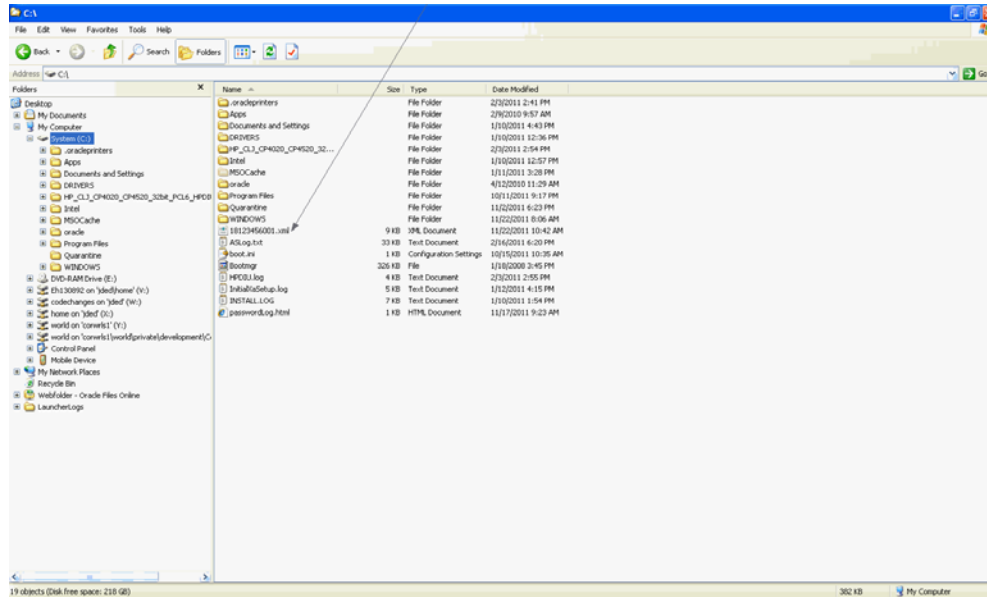 C:\
File Edit View Favorites Tools Help
Back Search Folders
Address C:\ Go
Folders x
Desktop
My Documents
My Computer
System (C:)
.oracleprinters
Apps
Documents and Settings
DRIVERS
HP_CLJ_CP4020_CP4520_32bit_PCL6_HPDB
Intel
MSOCache
oracle
Program Files
Quarantine
WINDOWS
DVD-RAM Drive (E:)
on 'jded\home' (V:)
codechanges on 'jded' (W:)
home on 'jded' (X:)
world on 'corwrls1' (Y:)
world on 'corwrls1\world\private\development\C
Control Panel
Mobile Device
My Network Places
Recycle Bin
Webfolder - Oracle Files Online
LauncherLogs
Name Size Type Date Modified
.oracleprinters File Folder 2/3/2011 2:41 PM
Apps File Folder 2/9/2010 9:57 AM
Documents and Settings File Folder 1/10/2011 4:43 PM
DRIVERS File Folder 1/10/2011 12:36 PM
HP_CLJ_CP4020_CP4520_32... File Folder 2/3/2011 2:54 PM
Intel File Folder 1/10/2011 12:57 PM
MSOCache File Folder 1/11/2011 3:28 PM
oracle File Folder 4/12/2010 11:29 AM
Program Files File Folder 10/11/2011 9:17 PM
Quarantine File Folder 11/2/2011 6:23 PM
WINDOWS File Folder 11/22/2011 8:06 AM
18123456001.xml 9 KB XML Document 11/22/2011 10:42 AM
ASLog.txt 33 KB Text Document 2/16/2011 6:20 PM
boot.ini 1 KB Configuration Settings 10/15/2011 10:35 AM
Bootmgr 326 KB File 1/18/2008 3:45 PM
4 KB Text Document 2/3/2011 2:55 PM
5 KB Text Document 1/12/2011 4:15 PM
INSTALL.LOG 7 KB Text Document 1/10/2011 1:54 PM
passwordLog.html 1 KB HTML Document 11/17/2011 9:23 AM
19 objects (Disk free space: 218 GB) 382 KB My Computer